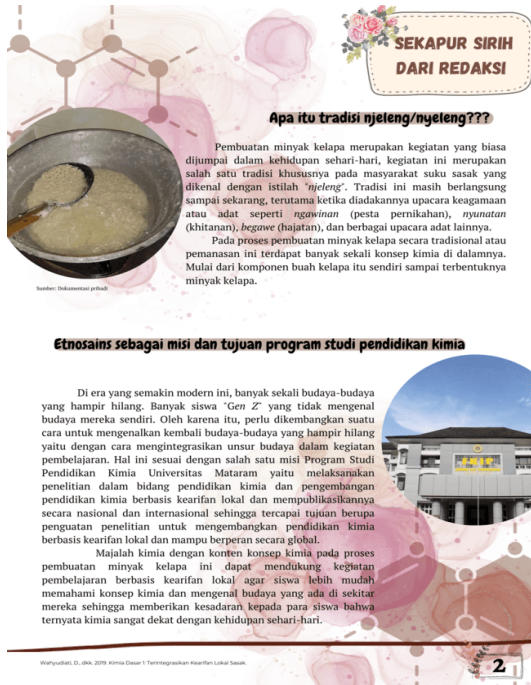 SEKAPUR SIRIH
DARI REDAKSI
Apa itu tradisi njeleng/nyeleng???
Pembuatan minyak kelapa merupakan kegiatan yang biasa
dijumpai dalam kehidupan sehari-hari, kegiatan ini merupakan
salah satu tradisi khususnya pada masyarakat suku sasak yang
dikenal dengan istilah "njeleng". Tradisi ini masih berlangsung
sampai sekarang, terutama ketika diadakannya upacara keagamaan
atau adat seperti ngawinan (pesta pernikahan), nyunatan
(khitanan), begawe (hajatan), dan berbagai upacara adat lainnya.
Pada proses pembuatan minyak kelapa secara tradisional atau
pemanasan ini terdapat banyak sekali konsep kimia di dalamnya.
Mulai dari komponen buah kelapa itu sendiri sampai terbentuknya
minyak kelapa.
Sumber: Dokumentasi pribadi
Etnosains sebagai misi dan tujuan program studi pendidikan kimia
Di era yang semakin modern ini, banyak sekali budaya-budaya
yang hampir hilang. Banyak siswa "Gen Z" yang tidak mengenal
budaya mereka sendiri. Oleh karena itu, perlu dikembangkan suatu
cara untuk mengenalkan kembali budaya-budaya yang hampir hilang
yaitu dengan cara mengintegrasikan unsur budaya dalam kegiatan
pembelajaran. Hal ini sesuai dengan salah satu misi Program Studi
Pendidikan Kimia Universitas Mataram yaitu melaksanakan
penelitian dalam bidang pendidikan kimia dan pengembangan
pendidikan kimia berbasis kearifan lokal dan mempublikasikannya
secara nasional dan internasional sehingga tercapai tujuan berupa
penguatan penelitian untuk mengembangkan pendidikan kimia
berbasis kearifan lokal dan mampu berperan secara global.
Majalah kimia dengan konten konsep kimia pada proses
pembuatan minyak kelapa ini dapat mendukung kegiatan
pembelajaran berbasis kearifan lokal agar siswa lebih mudah
memahami konsep kimia dan mengenal budaya yang ada di sekitar
mereka sehingga memberikan kesadaran kepada para siswa bahwa
ternyata kimia sangat dekat dengan kehidupan sehari-hari.
Wahyudiati, D., dkk. 2019. Kimia Dasar 1: Terintegrasikan Kearifan Lokal Sasak.
2